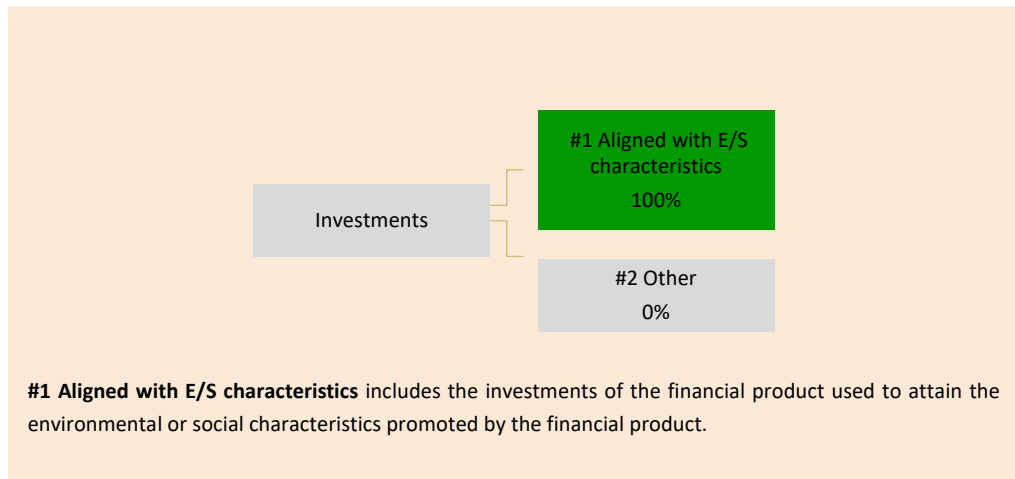 #1 Aligned with E/S
characteristics
100%
Investments
#2 Other
0%
#1 Aligned with E/S characteristics includes the investments of the financial product used to attain the
environmental or social characteristics promoted by the financial product.